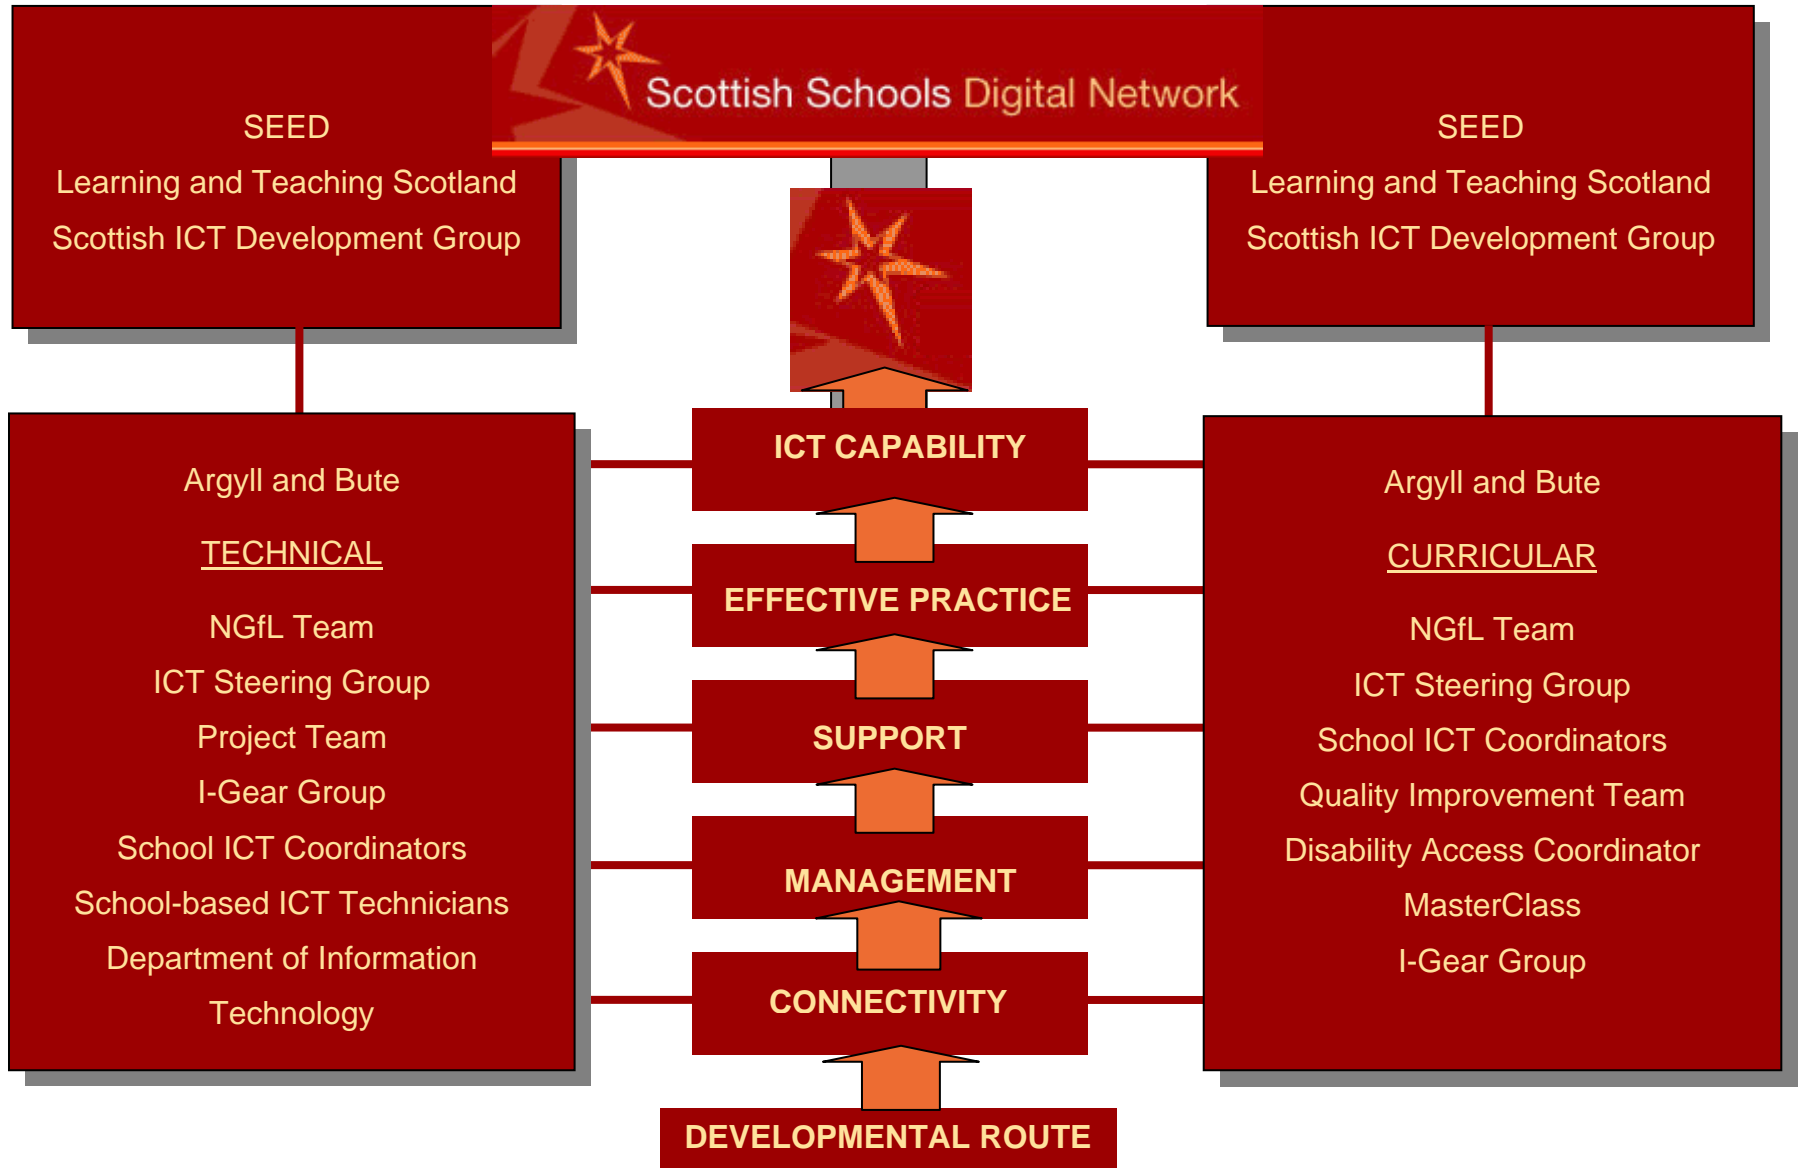 Scottish Schools Digital Network
SEED
Learning and Teaching Scotland
Scottish ICT Development Group
SEED
Learning and Teaching Scotland
Scottish ICT Development Group
Argyll and Bute
TECHNICAL
NGfL Team
ICT Steering Group
Project Team
I-Gear Group
School ICT Coordinators
School-based ICT Technicians
Department of Information
Technology
ICT CAPABILITY
EFFECTIVE PRACTICE
SUPPORT
MANAGEMENT
CONNECTIVITY
DEVELOPMENTAL ROUTE
Argyll and Bute
CURRICULAR
NGfL Team
ICT Steering Group
School ICT Coordinators
Quality Improvement Team
Disability Access Coordinator
MasterClass
I-Gear Group